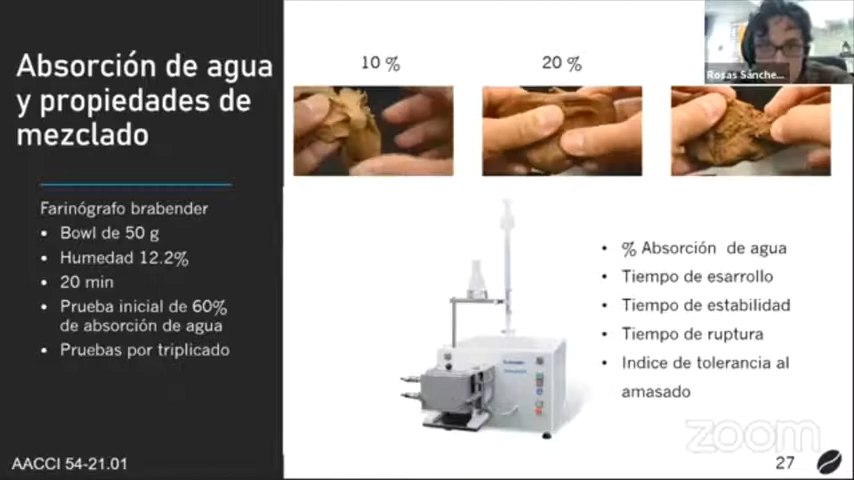 Absorción de agua
y propiedades de
mezclado
Farinógrafo brabender
• Bowl de 50 g
• Humedad 12.2%
• 20 min
• Prueba inicial de 60%
de absorción de agua
• Pruebas por triplicado
AACCI 54-21.01
10 %
20 %
Rosas Sánche...
• % Absorción de agua
• Tiempo de esarrollo
• Tiempo de estabilidad
• Tiempo de ruptura
• Indice de tolerancia al
amasado
zoom
27